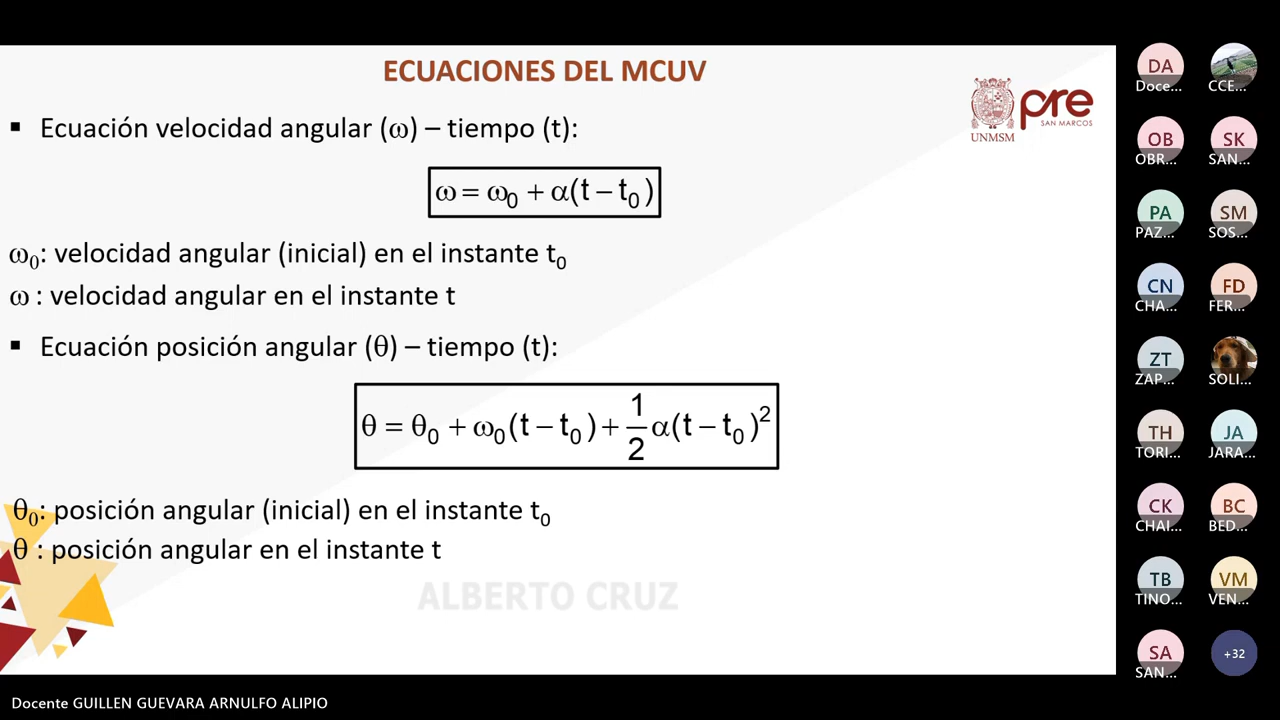 ECUACIONES DEL MCUV
pre
SAN MARCOS
UNMSM
▪ Ecuación velocidad angular (ω) – tiempo (t):
ω = ω₀ + α(t – t₀)
ω₀: velocidad angular (inicial) en el instante t₀
ω : velocidad angular en el instante t
▪ Ecuación posición angular (θ) – tiempo (t):
θ = θ₀ + ω₀(t – t₀) + 1/2 α(t – t₀)²
θ₀: posición angular (inicial) en el instante t₀
θ : posición angular en el instante t
ALBERTO CRUZ
Docente GUILLEN GUEVARA ARNULFO ALIPIO
DA
Doce...
CCE...
OB
OBR...
SK
SAN...
PA
PAZ...
SM
SOS...
CN
CHA...
FD
FER...
ZT
ZAP...
SOLI...
TH
TORI...
JA
JARA...
CK
CHAI...
BC
BED...
TB
TINO...
VM
VEN...
SA
SAN...
+32